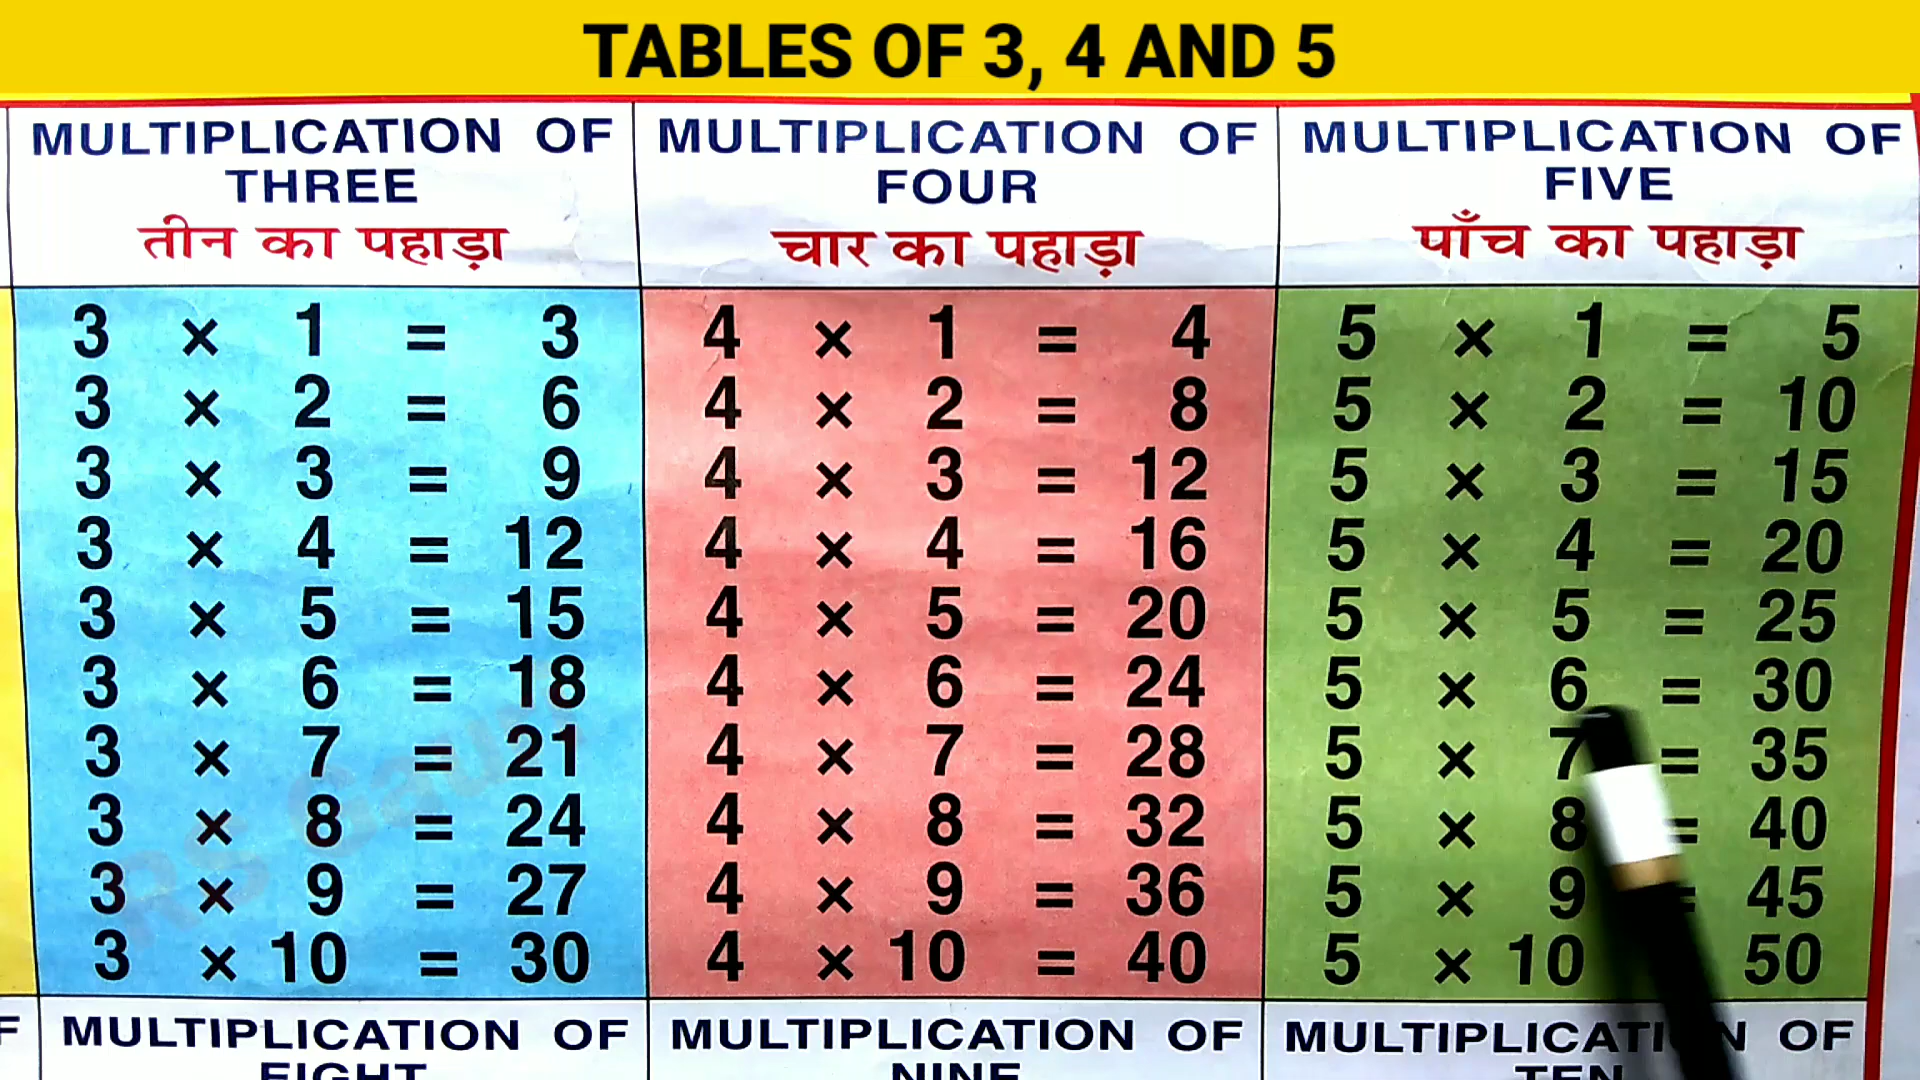 TABLES OF 3, 4 AND 5
MULTIPLICATION OF
THREE
तीन का पहाड़ा
3 × 1 = 3
3 × 2 = 6
3 × 3 = 9
3 × 4 = 12
3 × 5 = 15
3 × 6 = 18
3 × 7 = 21
3 × 8 = 24
3 × 9 = 27
3 × 10 = 30
MULTIPLICATION OF
FOUR
चार का पहाड़ा
4 × 1 = 4
4 × 2 = 8
4 × 3 = 12
4 × 4 = 16
4 × 5 = 20
4 × 6 = 24
4 × 7 = 28
4 × 8 = 32
4 × 9 = 36
4 × 10 = 40
MULTIPLICATION OF
FIVE
पाँच का पहाड़ा
5 × 1 = 5
5 × 2 = 10
5 × 3 = 15
5 × 4 = 20
5 × 5 = 25
5 × 6 = 30
5 × 7 = 35
5 × 8 = 40
5 × 9 = 45
5 × 10 50
MULTIPLICATION OF
EIGHT
MULTIPLICATION OF
NINE
MULTIPLICATION OF
TEN